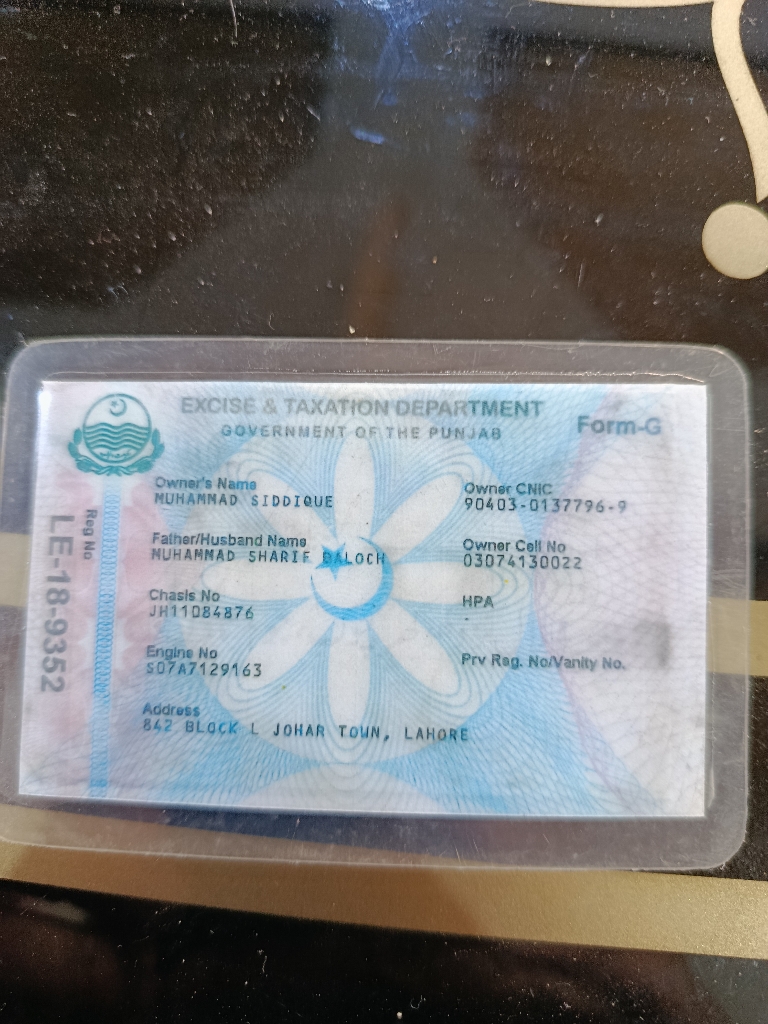 EXCISE & TAXATION DEPARTMENT
GOVERNMENT OF THE PUNJAB
Form-G
Reg No
LE-18-9352
Owner's Name
MUHAMMAD SIDDIQUE
Owner CNIC
90403-0137796-9
Father/Husband Name
MUHAMMAD SHARIF BALOCH
Owner Cell No
03074130022
Chasis No
JH11084876
HPA
-
Engine No
S07A7129163
Prv Reg. No/Vanity No.
Address
842 BLOCK L JOHAR TOWN, LAHORE